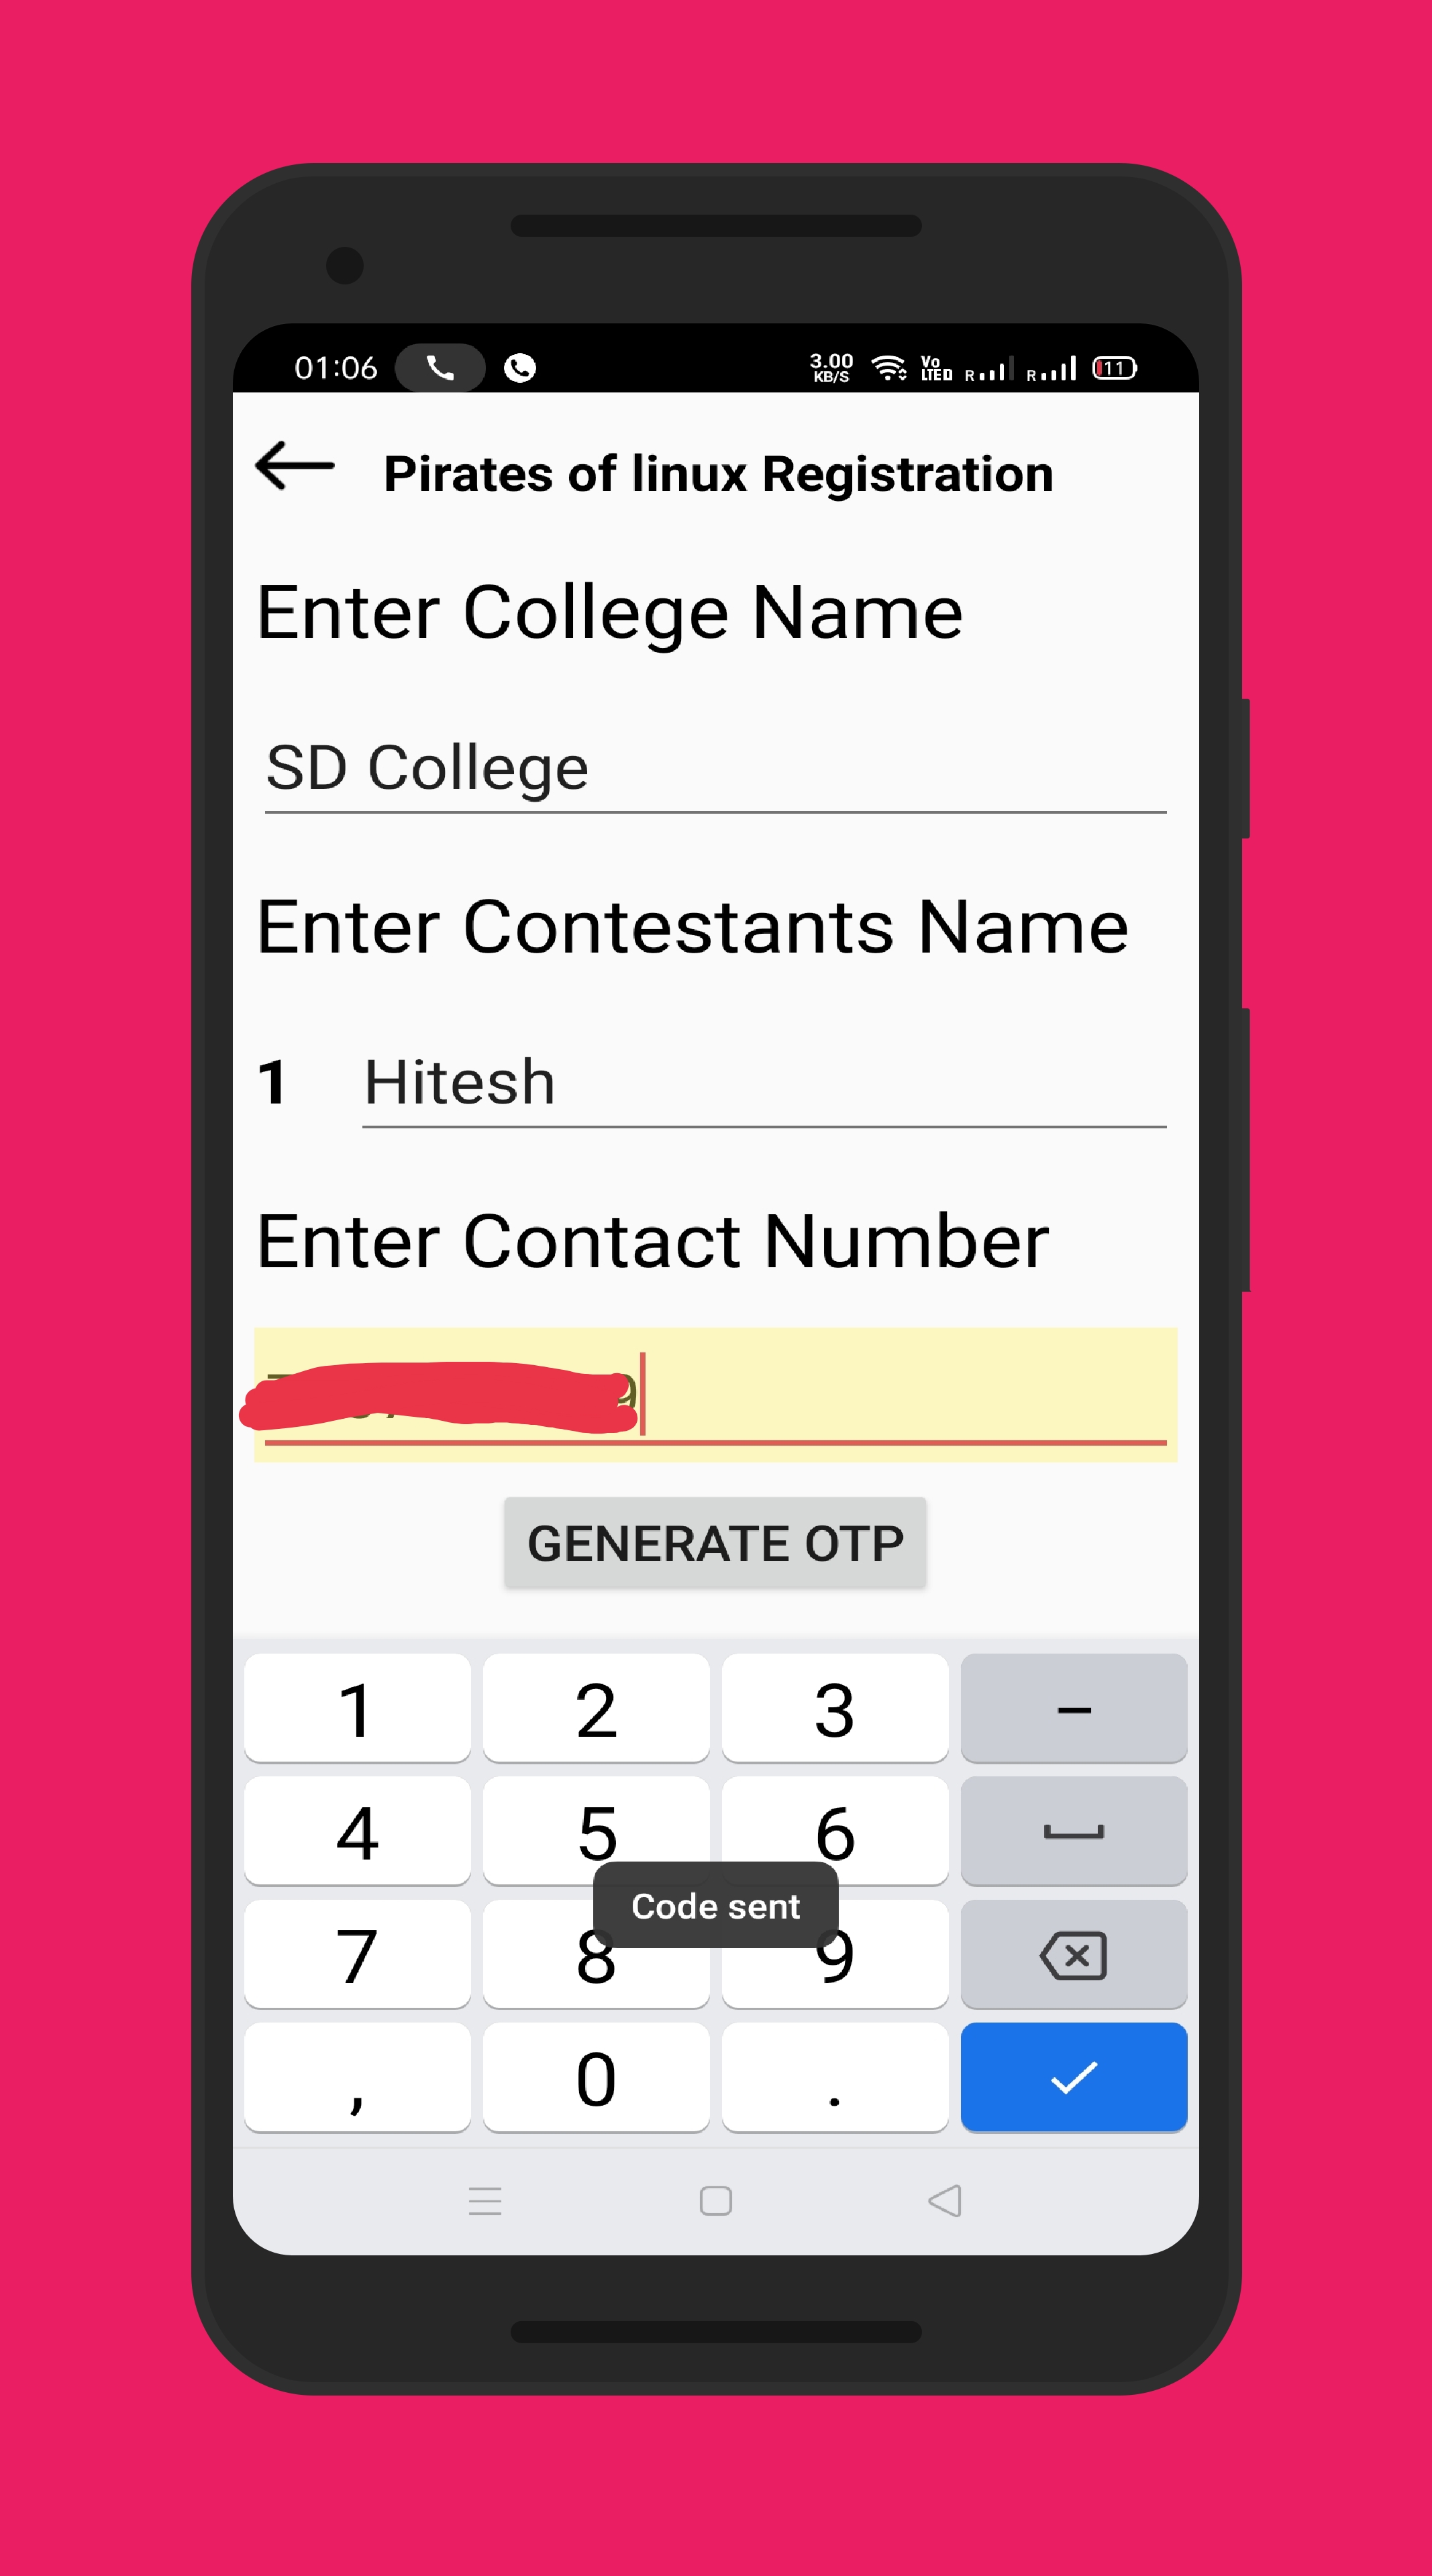 01:06 3.00 KB/S Vo LTED R R 11
Pirates of linux Registration
Enter College Name
SD College
Enter Contestants Name
1 Hitesh
Enter Contact Number
GENERATE OTP
1 2 3 –
4 5 6
Code sent
7 8 9
, 0 .